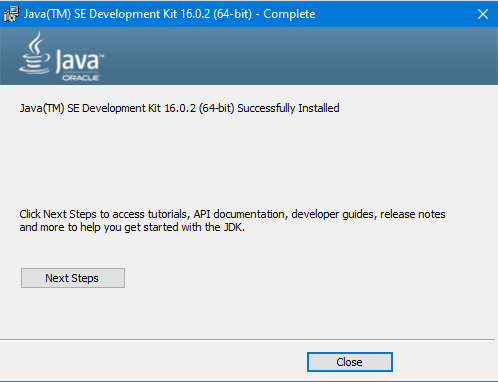 Java(TM) SE Development Kit 16.0.2 (64-bit) - Complete
Java™
ORACLE
Java(TM) SE Development Kit 16.0.2 (64-bit) Successfully Installed
Click Next Steps to access tutorials, API documentation, developer guides, release notes
and more to help you get started with the JDK.
Next Steps
Close